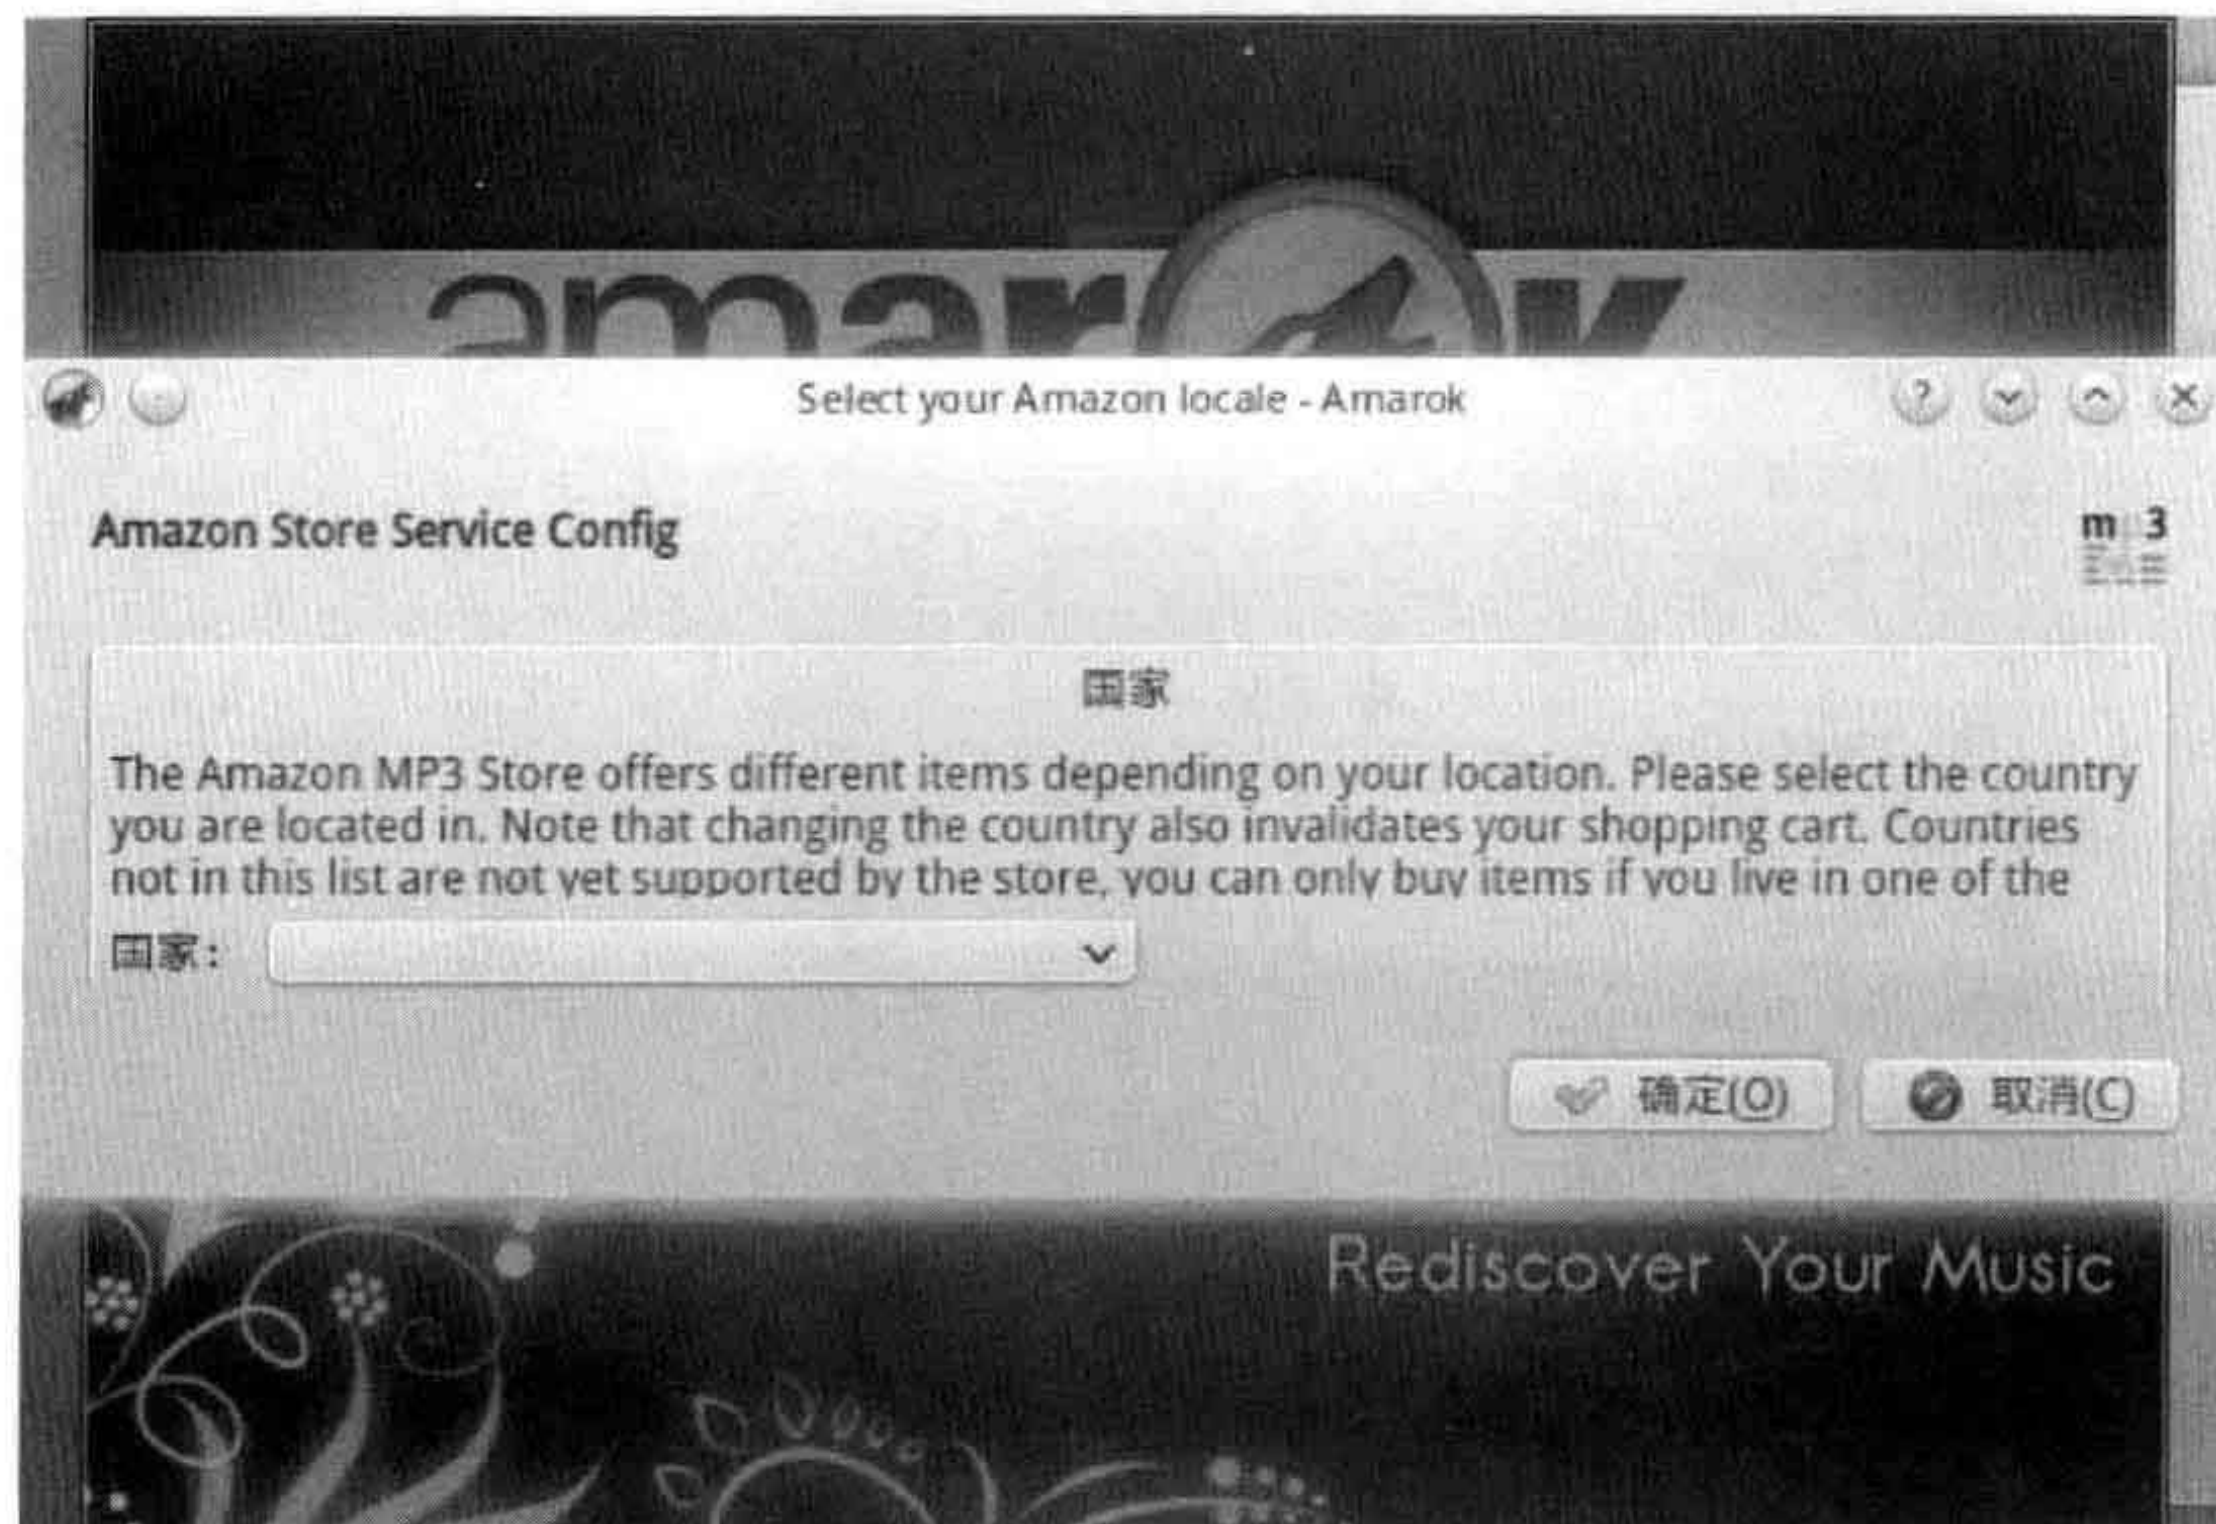 amarok
Select your Amazon locale - Amarok
Amazon Store Service Config
m 3
国家
The Amazon MP3 Store offers different items depending on your location. Please select the country
you are located in. Note that changing the country also invalidates your shopping cart. Countries
not in this list are not yet supported by the store, you can only buy items if you live in one of the
国家:
确定(O)
取消(C)
Rediscover Your Music